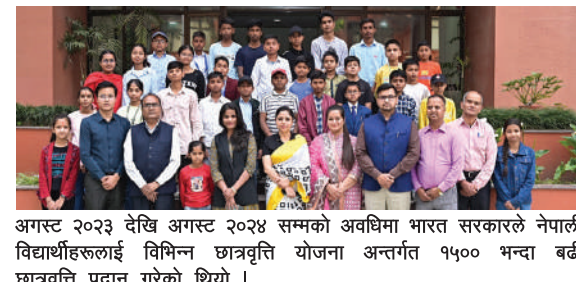 अगस्ट २०२३ देखि अगस्ट २०२४ सम्मको अवधिमा भारत सरकारले नेपाली
विद्यार्थीहरूलाई विभिन्न छात्रवृत्ति योजना अन्तर्गत १५०० भन्दा बढी
छात्रवृत्ति प्रदान गरेको थियो ।